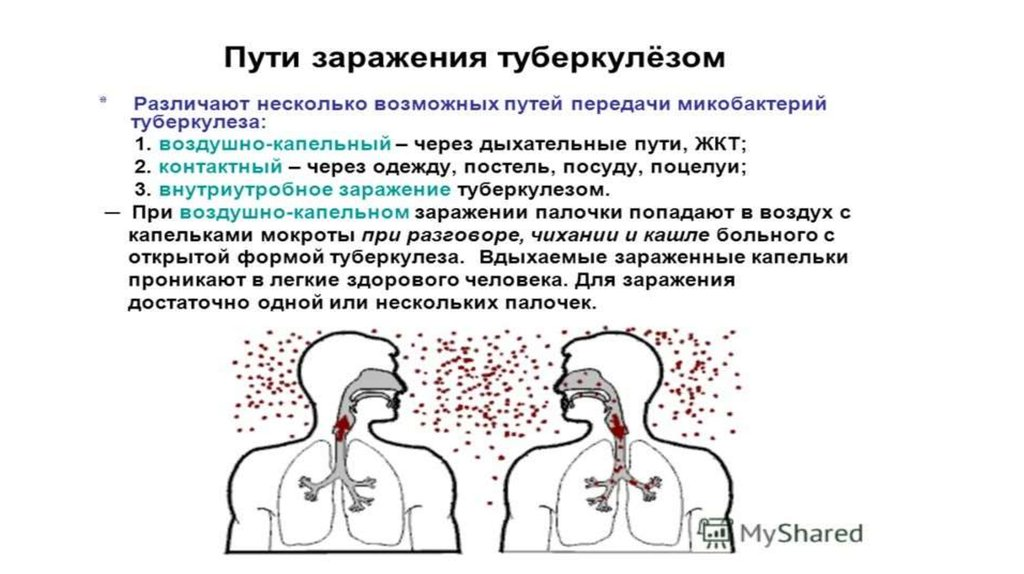 Пути заражения туберкулёзом
* Различают несколько возможных путей передачи микобактерий
туберкулеза:
1. воздушно-капельный – через дыхательные пути, ЖКТ;
2. контактный – через одежду, постель, посуду, поцелуи;
3. внутриутробное заражение туберкулезом.
— При воздушно-капельном заражении палочки попадают в воздух с
капельками мокроты при разговоре, чихании и кашле больного с
открытой формой туберкулеза. Вдыхаемые зараженные капельки
проникают в легкие здорового человека. Для заражения
достаточно одной или нескольких палочек.
MyShared